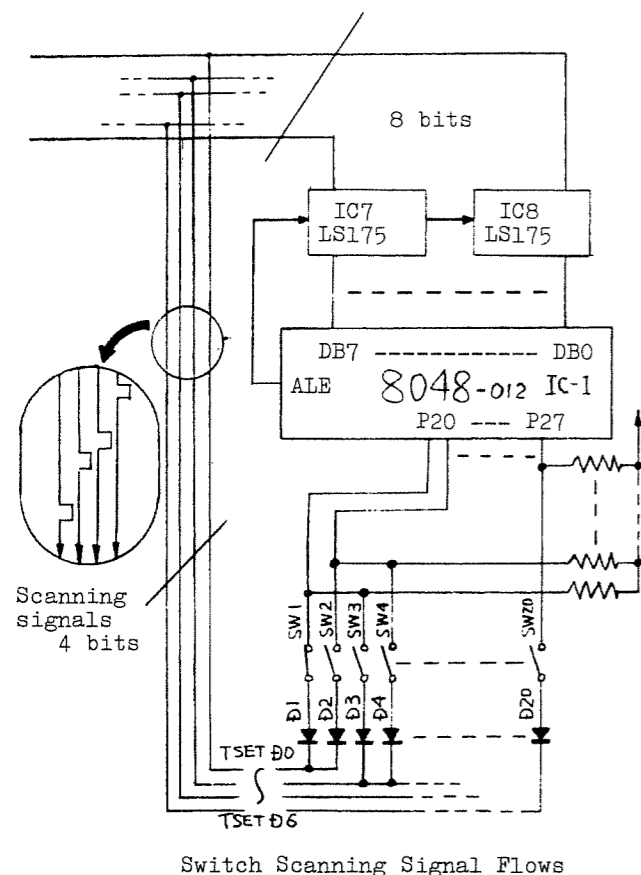 8 bits
IC7
LS175
IC8
LS175
DB7
DB0
ALE
8048-012 IC-1
P20
P27
Scanning
signals
4 bits
SW1
SW2
SW3
SW4
SW20
D1
D2
D3
D4
D20
TSET D0
TSET D6
Switch Scanning Signal Flows